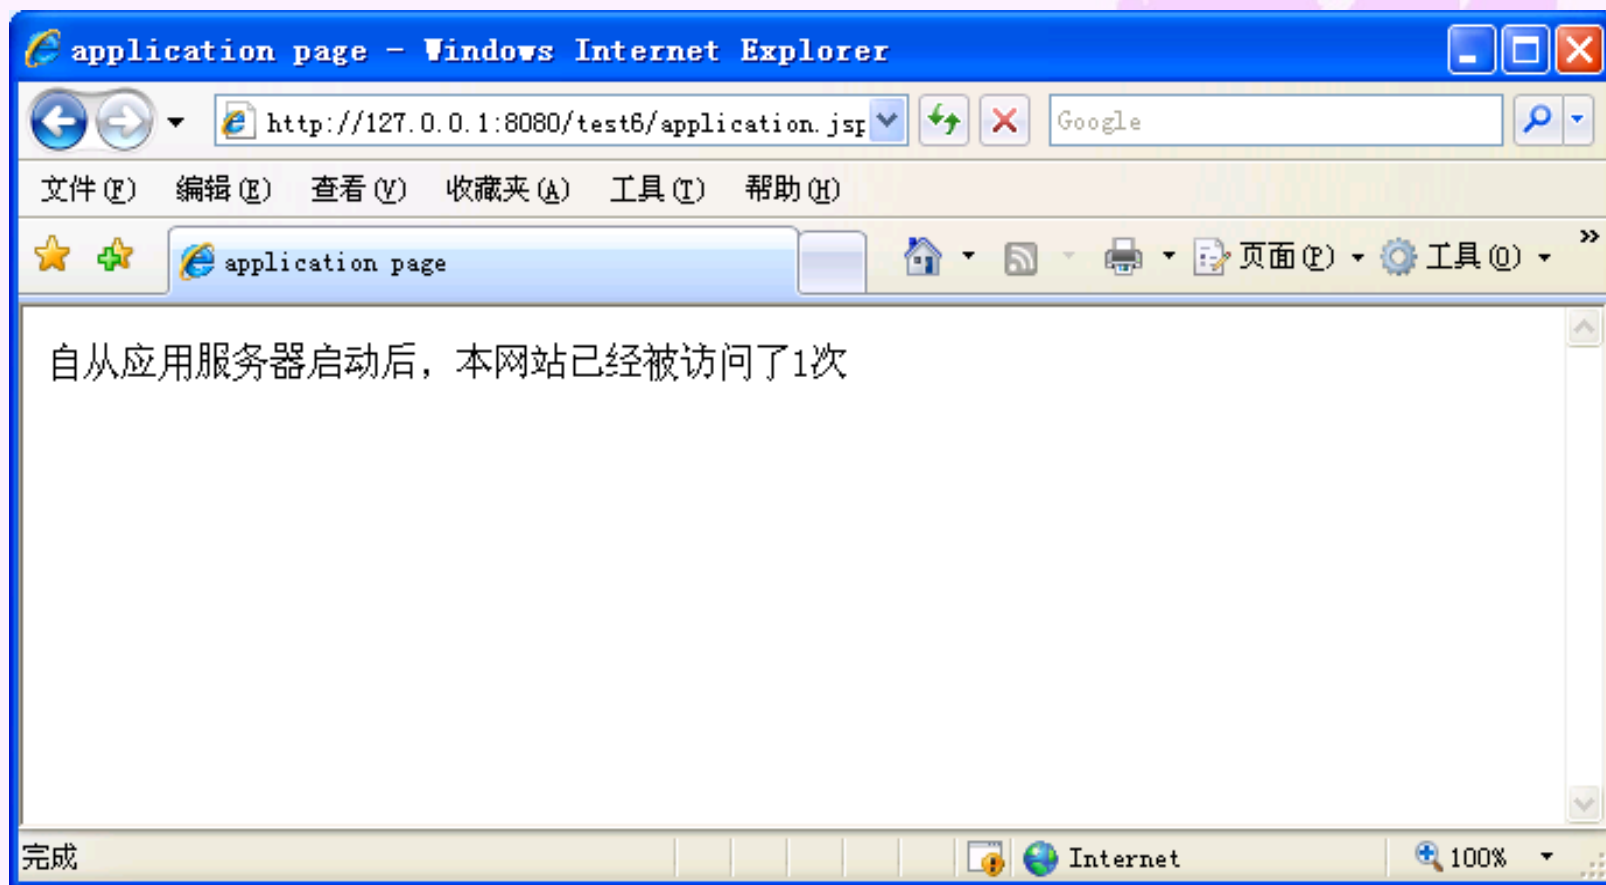 application page - Windows Internet Explorer
http://127.0.0.1:8080/test6/application.jsp
Google
文件(F) 编辑(E) 查看(V) 收藏夹(A) 工具(T) 帮助(H)
application page
页面(P) 工具(O) »
自从应用服务器启动后，本网站已经被访问了1次
完成
Internet
100%